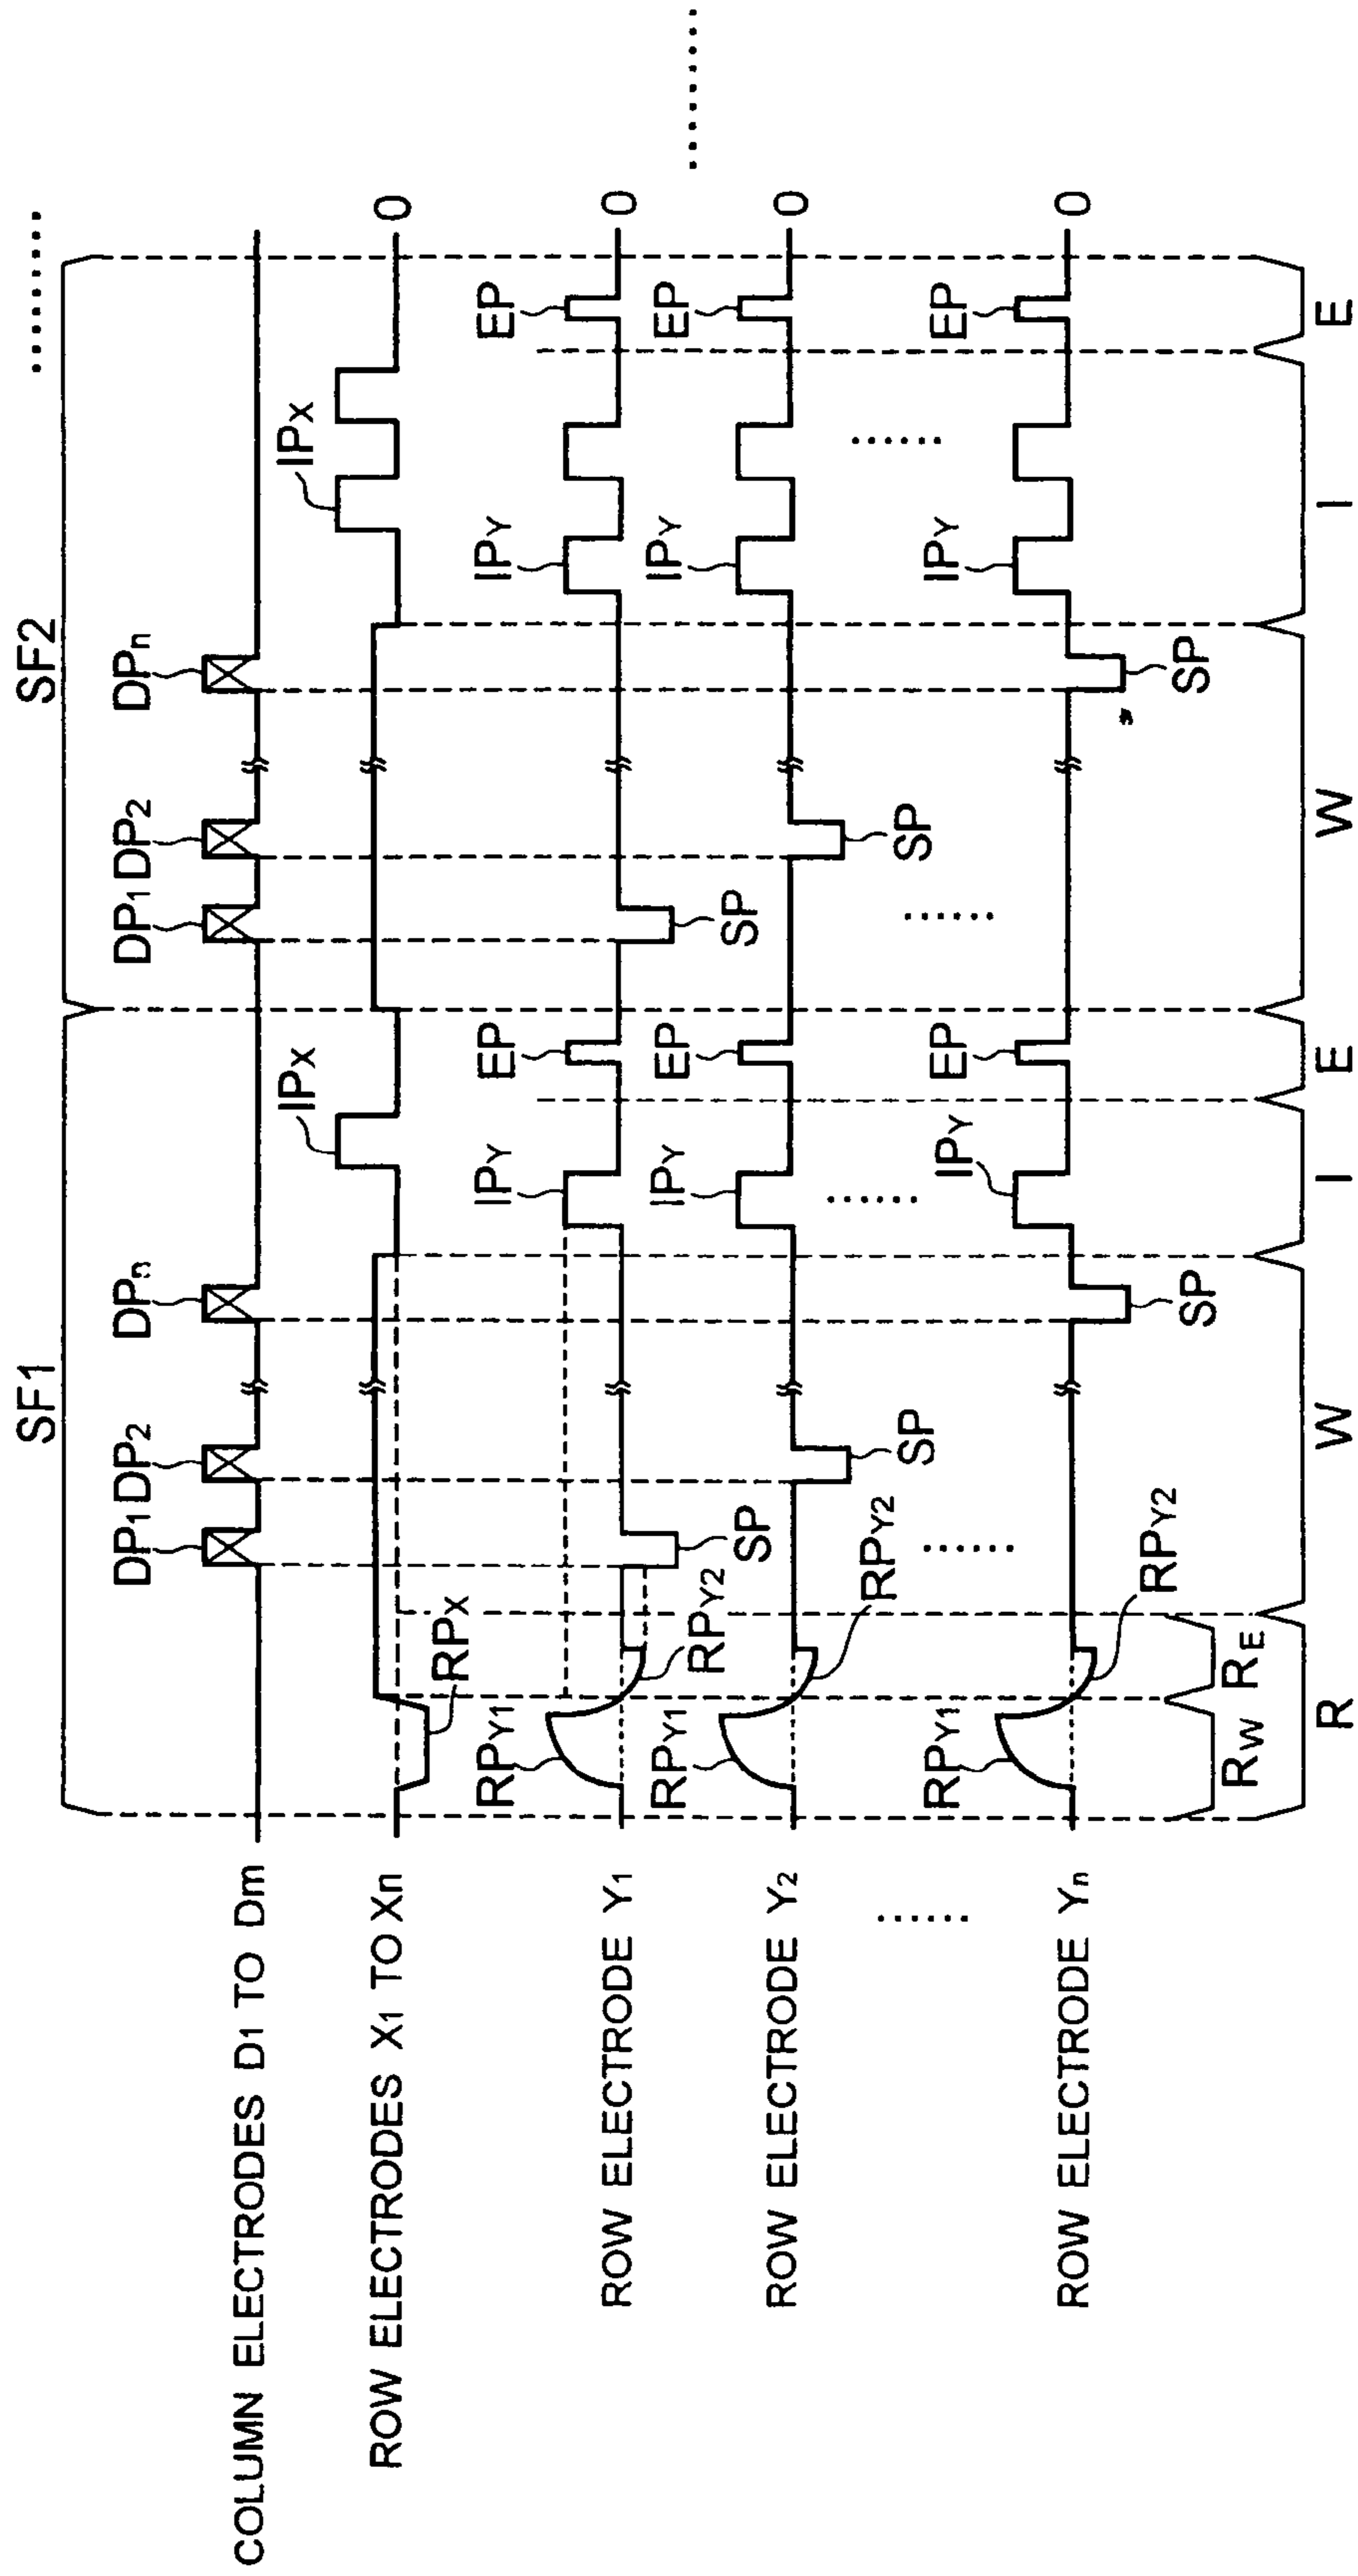 SF1
SF2
........
COLUMN ELECTRODES D1 TO Dm
DP1 DP2 DPn
DP1 DP2 DPn
ROW ELECTRODES X1 TO Xn
RPX
IPX
IPX
0
ROW ELECTRODE Y1
RPY1
RPY2
SP
IPY
EP
SP
IPY
EP
0
.........
ROW ELECTRODE Y2
RPY1
RPY2
SP
IPY
EP
SP
IPY
EP
0
......
......
......
......
......
ROW ELECTRODE Yn
RPY1
RPY2
SP
IPY
EP
SP
IPY
EP
0
RW RE
R W I E W I E